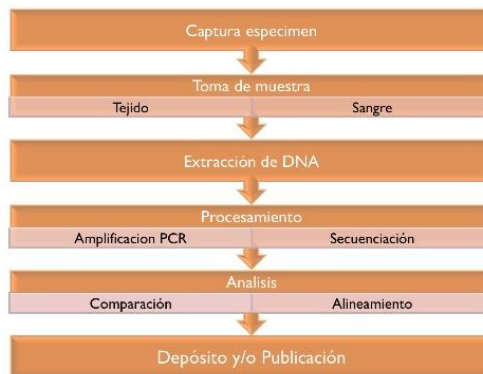 Captura especimen
Toma de muestra
Tejido Sangre
Extracción de DNA
Procesamiento
Amplificacion PCR Secuenciación
Analisis
Comparación Alineamiento
Depósito y/o Publicación